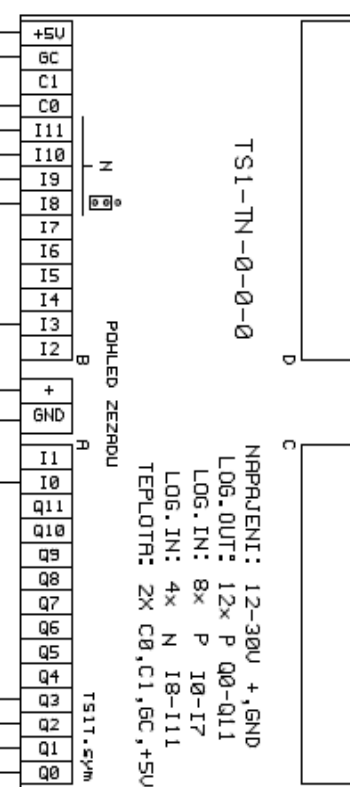 +5V
GC
C1
C0
I11
I10
I9
I8
I7
I6
I5
I4
I3
I2
+
GND
I1
I0
Q11
Q10
Q9
Q8
Q7
Q6
Q5
Q4
Q3
Q2
Q1
Q0
N
B
A
POHLED ZEZADU
TS1T.sym
TS1-TN-0-0-0
D
C
NAPAJENI: 12-30V +,GND
LOG.OUT: 12x P Q0-Q11
LOG.IN: 8x P I0-I7
LOG.IN: 4x N I8-I11
TEPLOTA: 2X C0,C1,GC,+5V